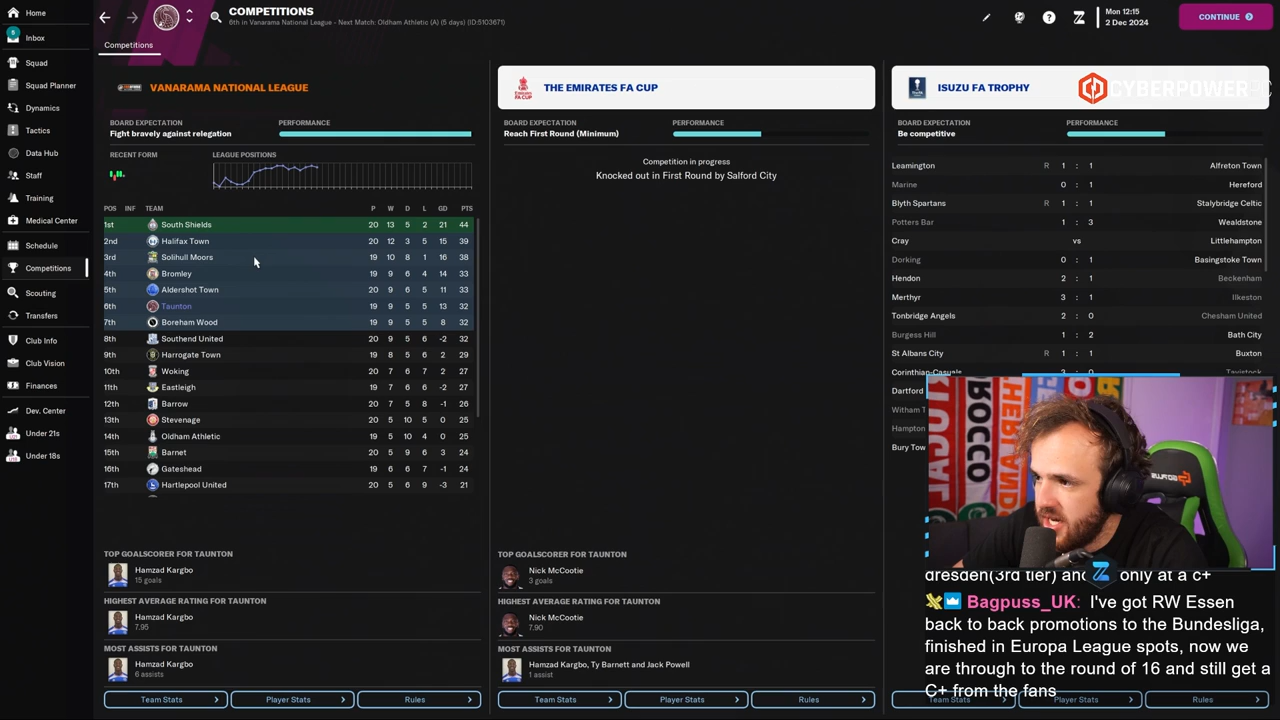 Home
COMPETITIONS
6th in Vanarama National League - Next Match: Oldham Athletic (A) (5 days) (ID:5103671)
Mon 12:15
2 Dec 2024
CONTINUE
Inbox
Squad
Squad Planner
Dynamics
Tactics
Data Hub
Staff
Training
Medical Center
Schedule
Competitions
Scouting
Transfers
Club Info
Club Vision
Finances
Dev. Center
Under 21s
Under 18s
Competitions
VANARAMA NATIONAL LEAGUE
BOARD EXPECTATION PERFORMANCE
Fight bravely against relegation
RECENT FORM LEAGUE POSITIONS
POS INF TEAM P W D L GD PTS
1st South Shields 20 13 5 2 21 44
2nd Halifax Town 20 12 3 5 15 39
3rd Solihull Moors 19 10 8 1 16 38
4th Bromley 19 9 6 4 14 33
5th Aldershot Town 20 9 6 5 11 33
6th Taunton 19 9 5 5 13 32
7th Boreham Wood 19 9 5 5 8 32
8th Southend United 20 9 5 6 -2 32
9th Harrogate Town 19 8 5 6 2 29
10th Woking 20 7 6 7 2 27
11th Eastleigh 19 7 6 6 -2 27
12th Barrow 20 7 5 8 -1 26
13th Stevenage 20 5 10 5 0 25
14th Oldham Athletic 19 5 10 4 0 25
15th Barnet 20 5 9 6 3 24
16th Gateshead 19 6 6 7 -1 24
17th Hartlepool United 20 5 6 9 -3 21
TOP GOALSCORER FOR TAUNTON
Hamzad Kargbo
15 goals
HIGHEST AVERAGE RATING FOR TAUNTON
Hamzad Kargbo
7.95
MOST ASSISTS FOR TAUNTON
Hamzad Kargbo
6 assists
Team Stats Player Stats Rules
THE EMIRATES FA CUP
BOARD EXPECTATION PERFORMANCE
Reach First Round (Minimum)
Competition in progress
Knocked out in First Round by Salford City
TOP GOALSCORER FOR TAUNTON
Nick McCootie
3 goals
HIGHEST AVERAGE RATING FOR TAUNTON
Nick McCootie
7.90
MOST ASSISTS FOR TAUNTON
Hamzad Kargbo, Ty Barnett and Jack Powell
1 assist
Team Stats Player Stats Rules
ISUZU FA TROPHY
CYBERPOWER
BOARD EXPECTATION PERFORMANCE
Be competitive
Leamington R 1 : 1 Alfreton Town
Marine 0 : 1 Hereford
Blyth Spartans R 1 : 1 Stalybridge Celtic
Potters Bar 1 : 3 Wealdstone
Cray vs Littlehampton
Dorking 0 : 1 Basingstoke Town
Hendon 2 : 1 Beckenham
Merthyr 3 : 1 Ilkeston
Tonbridge Angels 2 : 0 Chesham United
Burgess Hill 1 : 2 Bath City
St Albans City R 1 : 1 Buxton
Corinthian-Casuals 3 : 0 Tavistock
Dartford
Witham T
Hampton
Bury Tow
dresden(3rd tier) and only at a c+
Bagpuss_UK: I've got RW Essen
back to back promotions to the Bundesliga,
finished in Europa League spots, now we
are through to the round of 16 and still get a
C+ from the fans
Team Stats Player Stats Rules